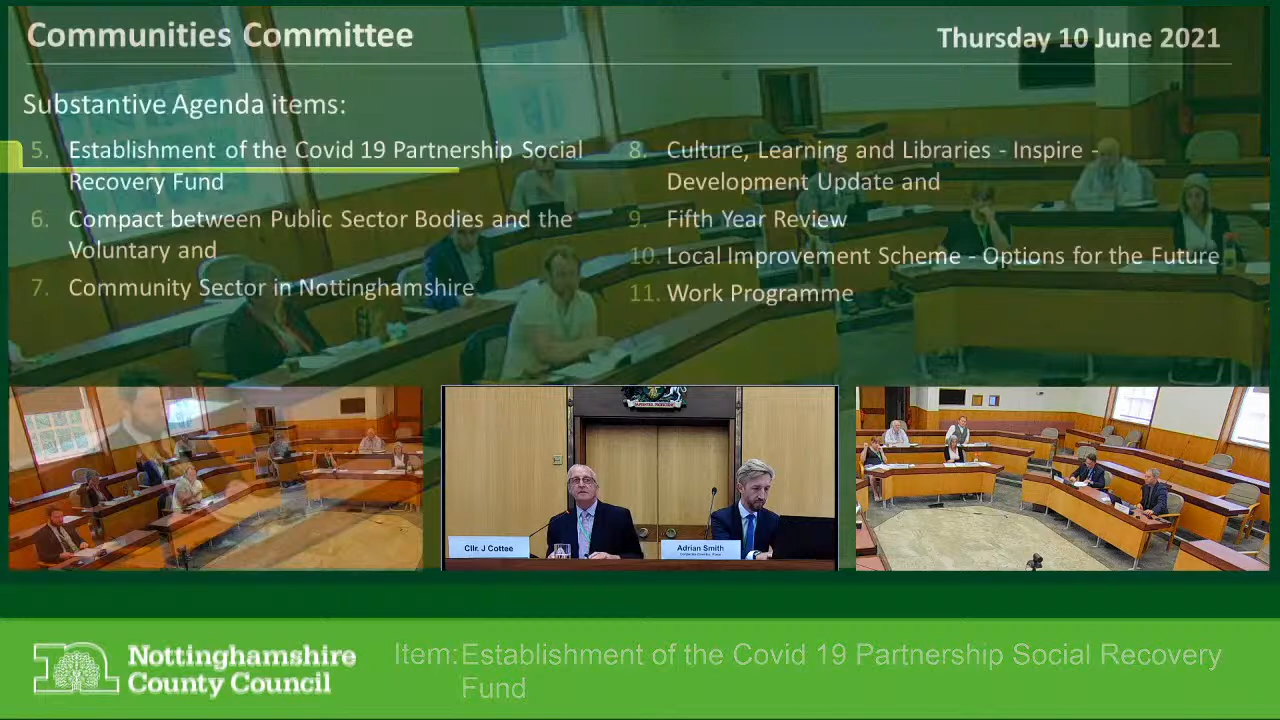 Communities Committee
Thursday 10 June 2021
Substantive Agenda items:
5. Establishment of the Covid 19 Partnership Social
Recovery Fund
6. Compact between Public Sector Bodies and the
Voluntary and
7. Community Sector in Nottinghamshire
8. Culture, Learning and Libraries - Inspire -
Development Update and
9. Fifth Year Review
10. Local Improvement Scheme - Options for the Future
11. Work Programme
Cllr. J Cottee
Adrian Smith
Nottinghamshire
County Council
Item: Establishment of the Covid 19 Partnership Social Recovery
Fund